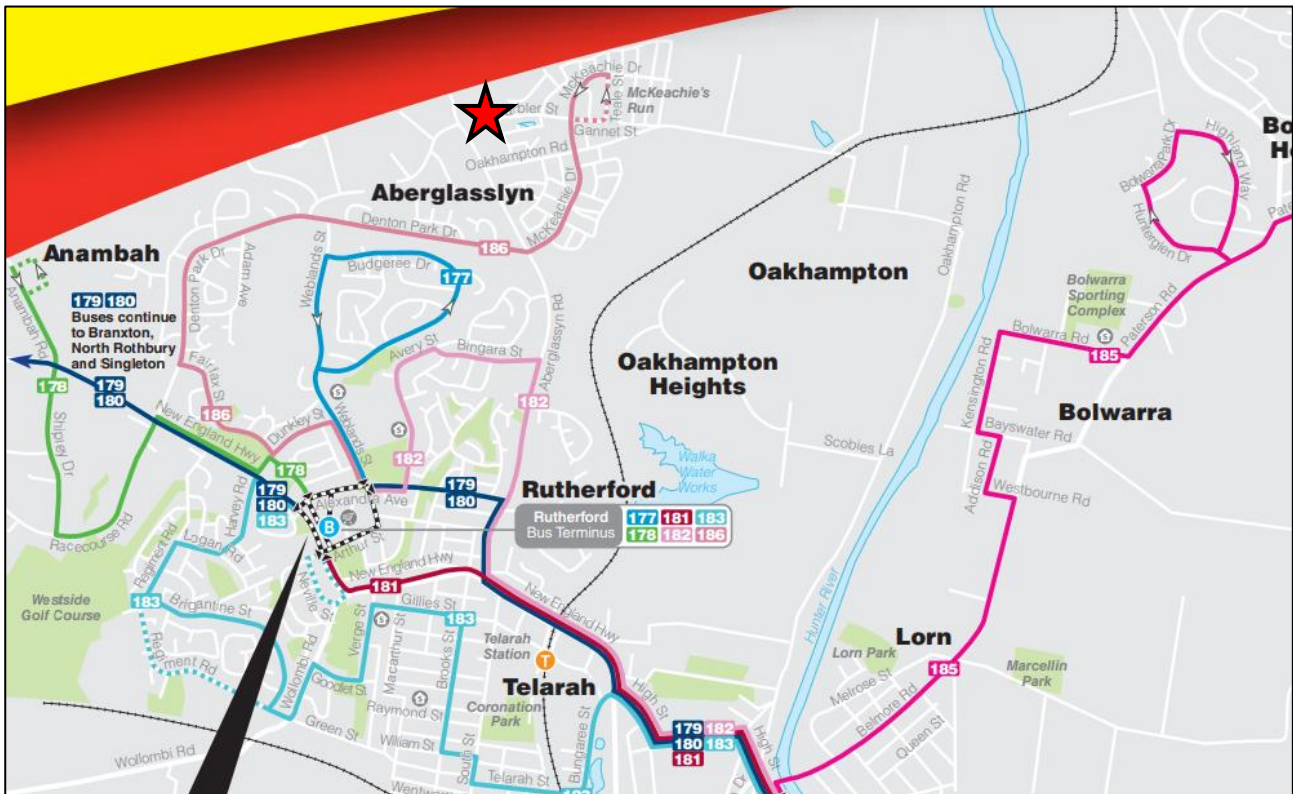 McKeachie Dr
Teale St
McKeachie's
Run
Gannet St
Oakhampton Rd
Aberglasslyn
Denton Park Dr
186
McKeachie Dr
Anambah
Anambah Rd
179 180
Buses continue
to Branxton,
North Rothbury
and Singleton
Denton Park Dr
Adam Ave
Weblands St
Budgeree Dr
177
Bolwarra Park Dr
Highland Way
Hunterglen Dr
Oakhampton
Oakhampton Rd
Bolwarra
Sporting
Complex
Paterson Rd
Bolwarra Rd
185
Kensington Rd
Bolwarra
Bayswater Rd
Addison Rd
Westbourne Rd
Scobies La
Oakhampton
Heights
Aberglassyn Rd
Avery St
Bingara St
182
182
178
179
180
Fairfax St
186
Dunkley St
Weblands St
New England Hwy
Shipley Dr
178
Harvey Rd
179
180
183
Alexandra Ave
B
Arthur St
179
180
Walka
Water
Works
Rutherford
Rutherford
Bus Terminus
177 181 183
178 182 186
Racecourse Rd
Regiment Rd
Logan Rd
Westside
Golf Course
183
Brigantine St
Neville St
New England Hwy
181
Gillies St
183
Verge St
Macarthur St
Brooks St
Regiment Rd
Wollombi Rd
Goodlet St
Green St
Raymond St
William St
Coronation
Park
South St
Telarah St
Wollombi Rd
Telarah
Station
T
Telarah
New England Hwy
High St
Bungaree St
179 182
180 183
181
High St
Hunter River
Lorn
Lorn Park
Melrose St
Belmore Rd
Queen St
185
Marcellin
Park